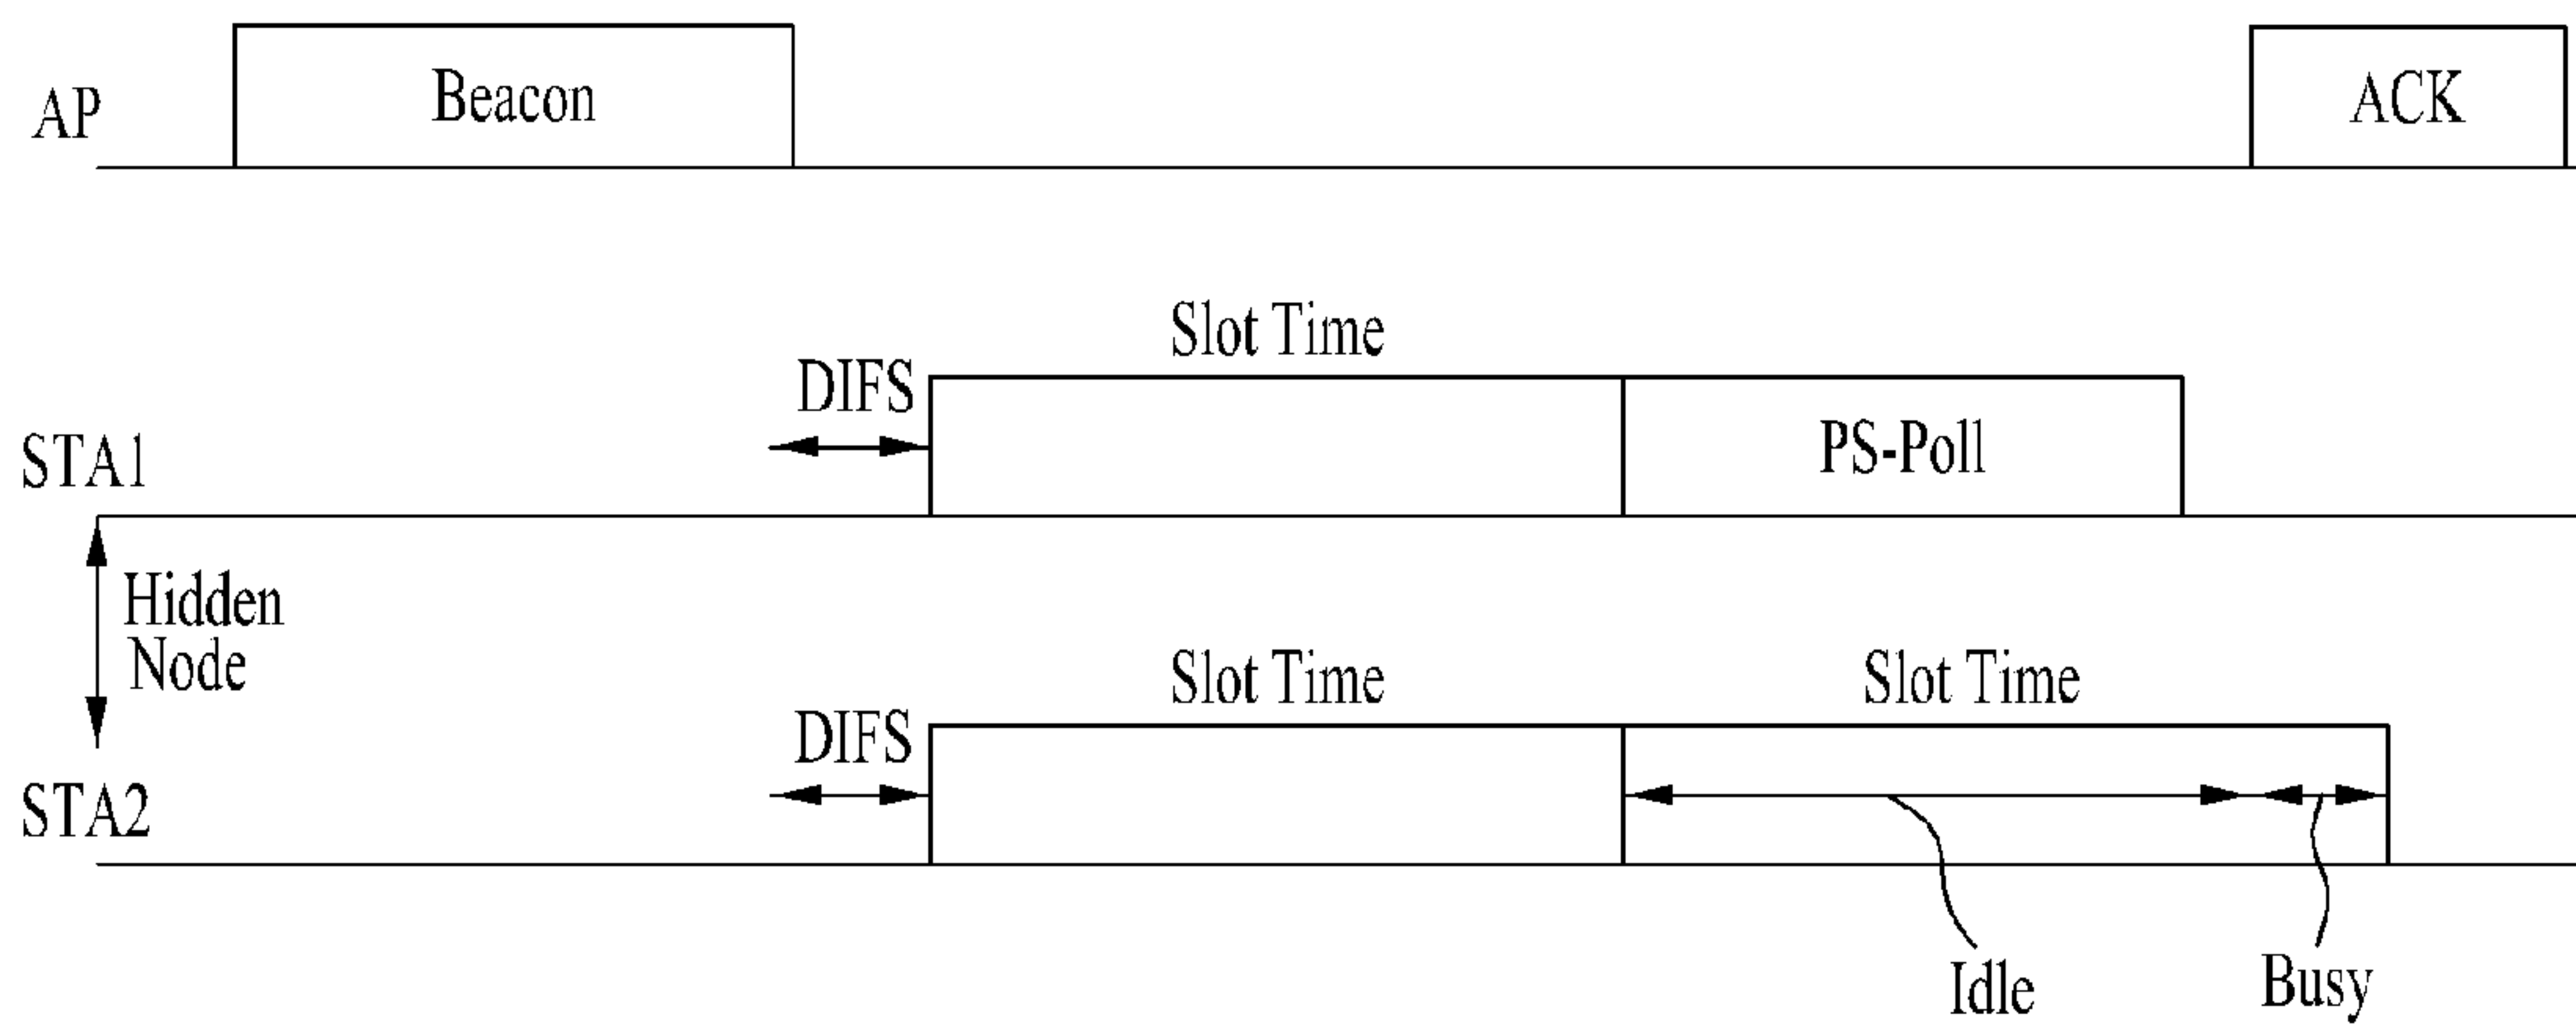 AP
Beacon
ACK
Slot Time
DIFS
STA1
PS-Poll
Hidden
Node
Slot Time
Slot Time
DIFS
STA2
Idle
Busy